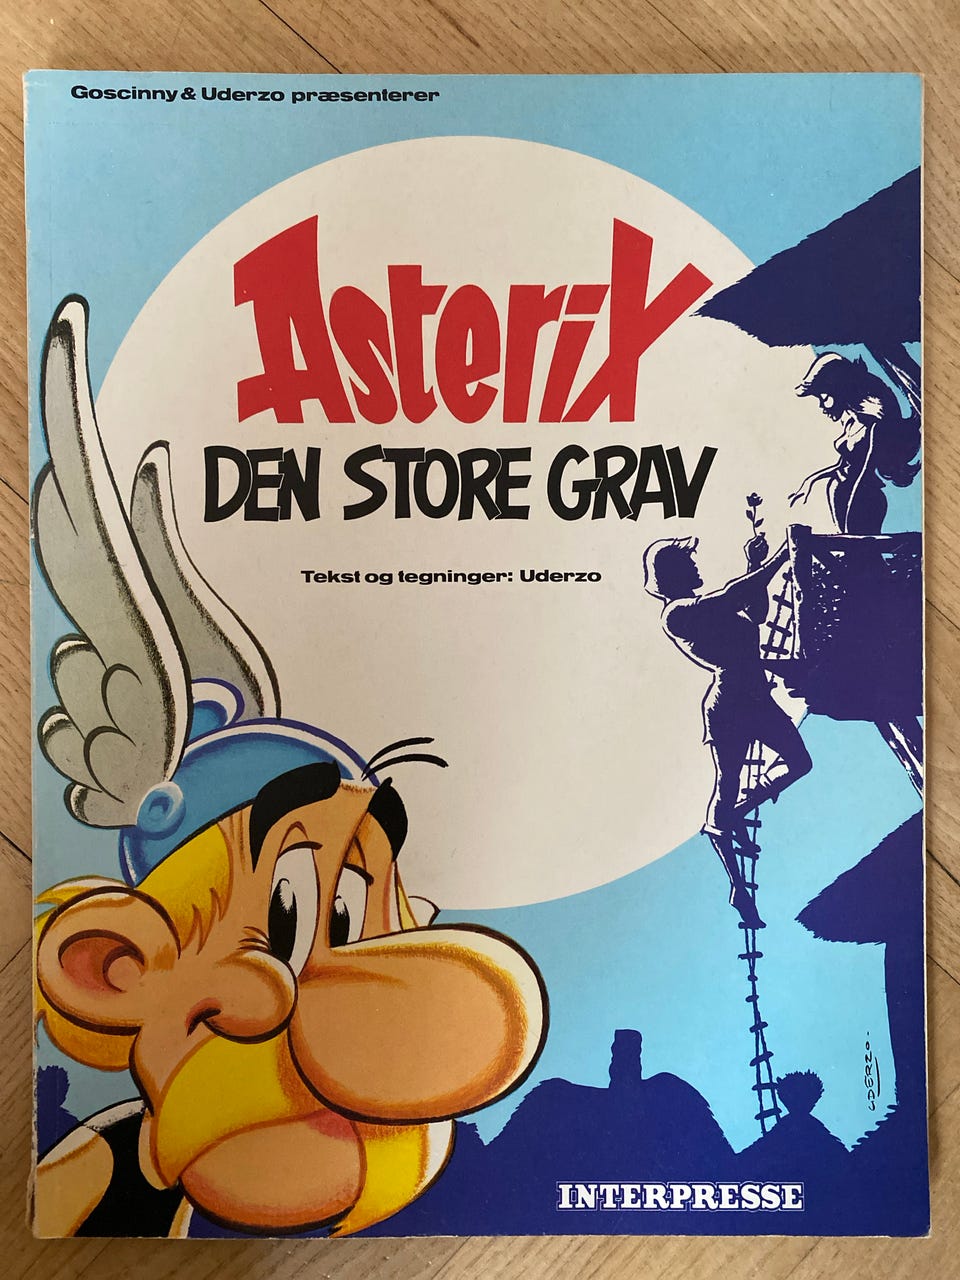 Goscinny & Uderzo præsenterer
Asterix
DEN STORE GRAV
Tekst og tegninger: Uderzo
UDERZO
INTERPRESSE